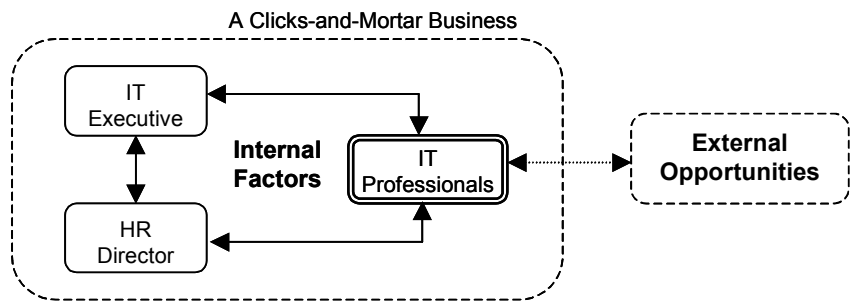 A Clicks-and-Mortar Business
IT
Executive
Internal
Factors
IT
Professionals
External
Opportunities
HR
Director